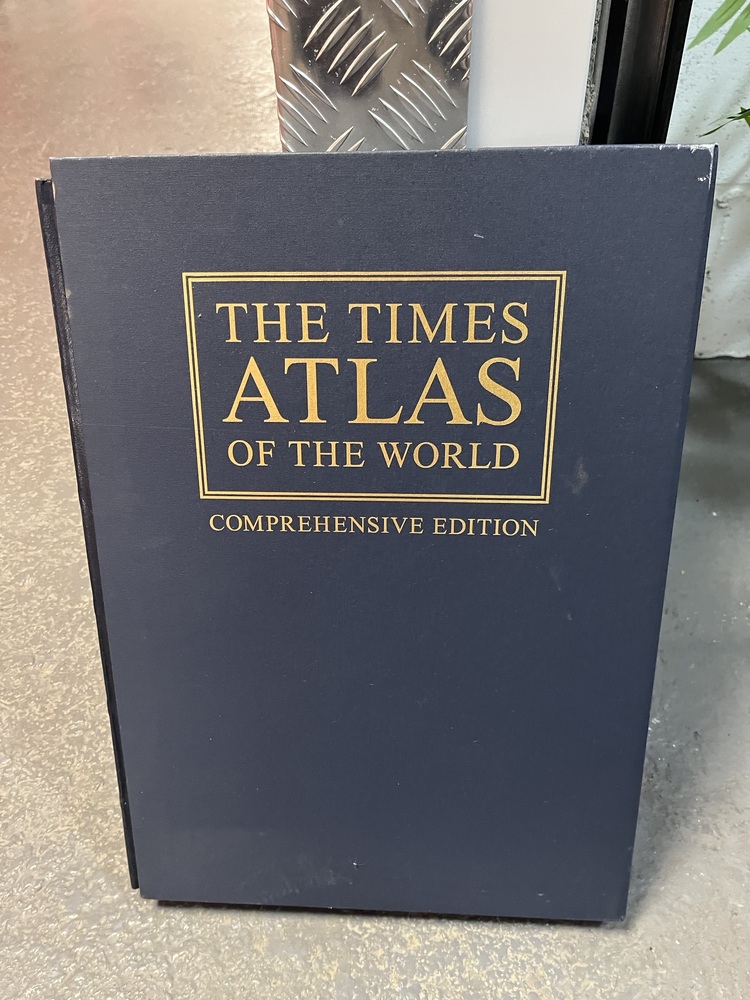 THE TIMES
ATLAS
OF THE WORLD
COMPREHENSIVE EDITION